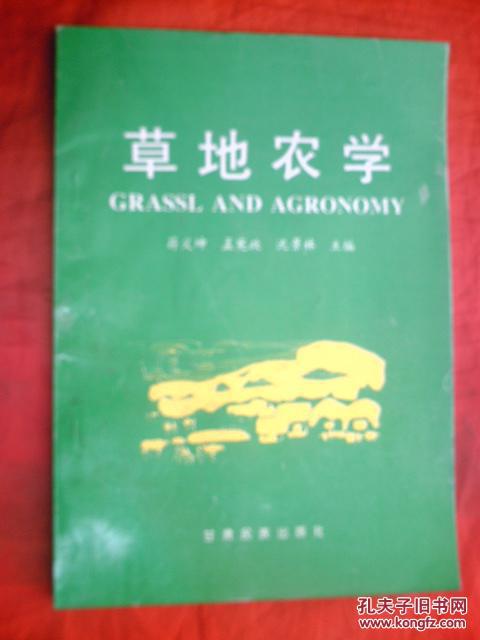 草地农学
GRASSL AND AGRONOMY
主编
甘肃民族出版社
孔夫子旧书网
www.kongfz.com